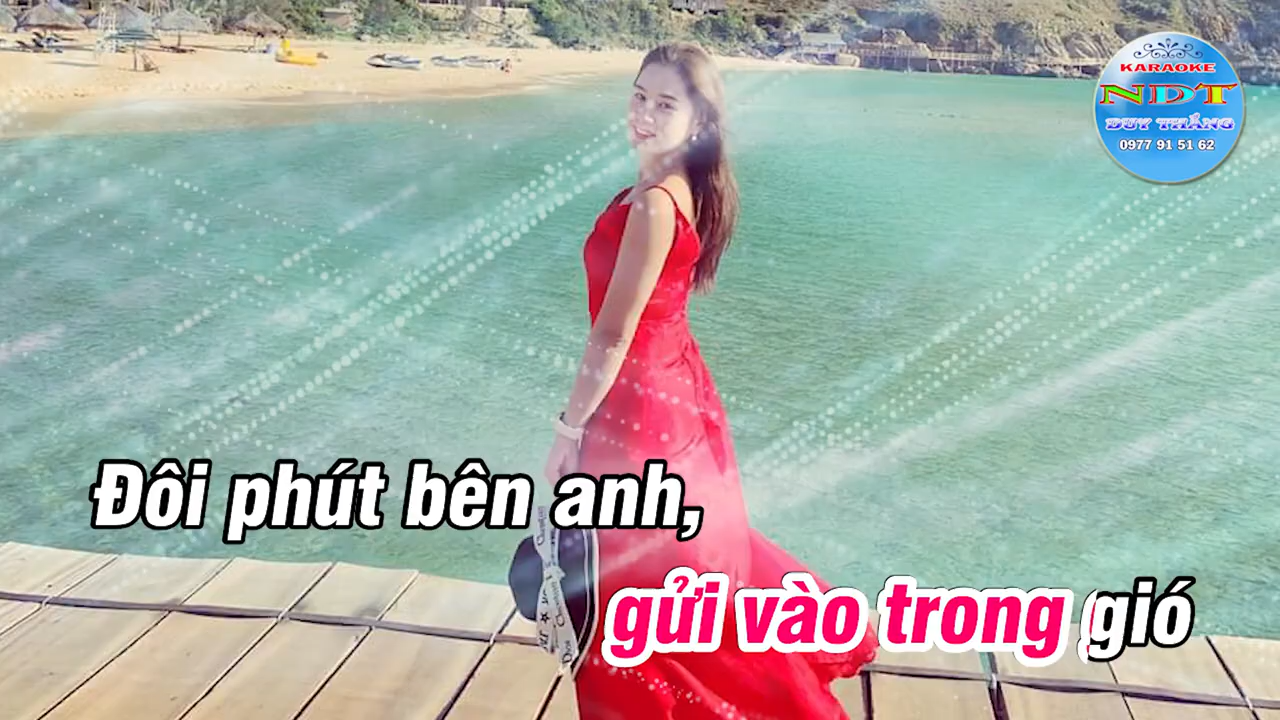 KARAOKE
NDT
DUY THẮNG
0977 91 51 62
Đôi phút bên anh,
gửi vào trong gió